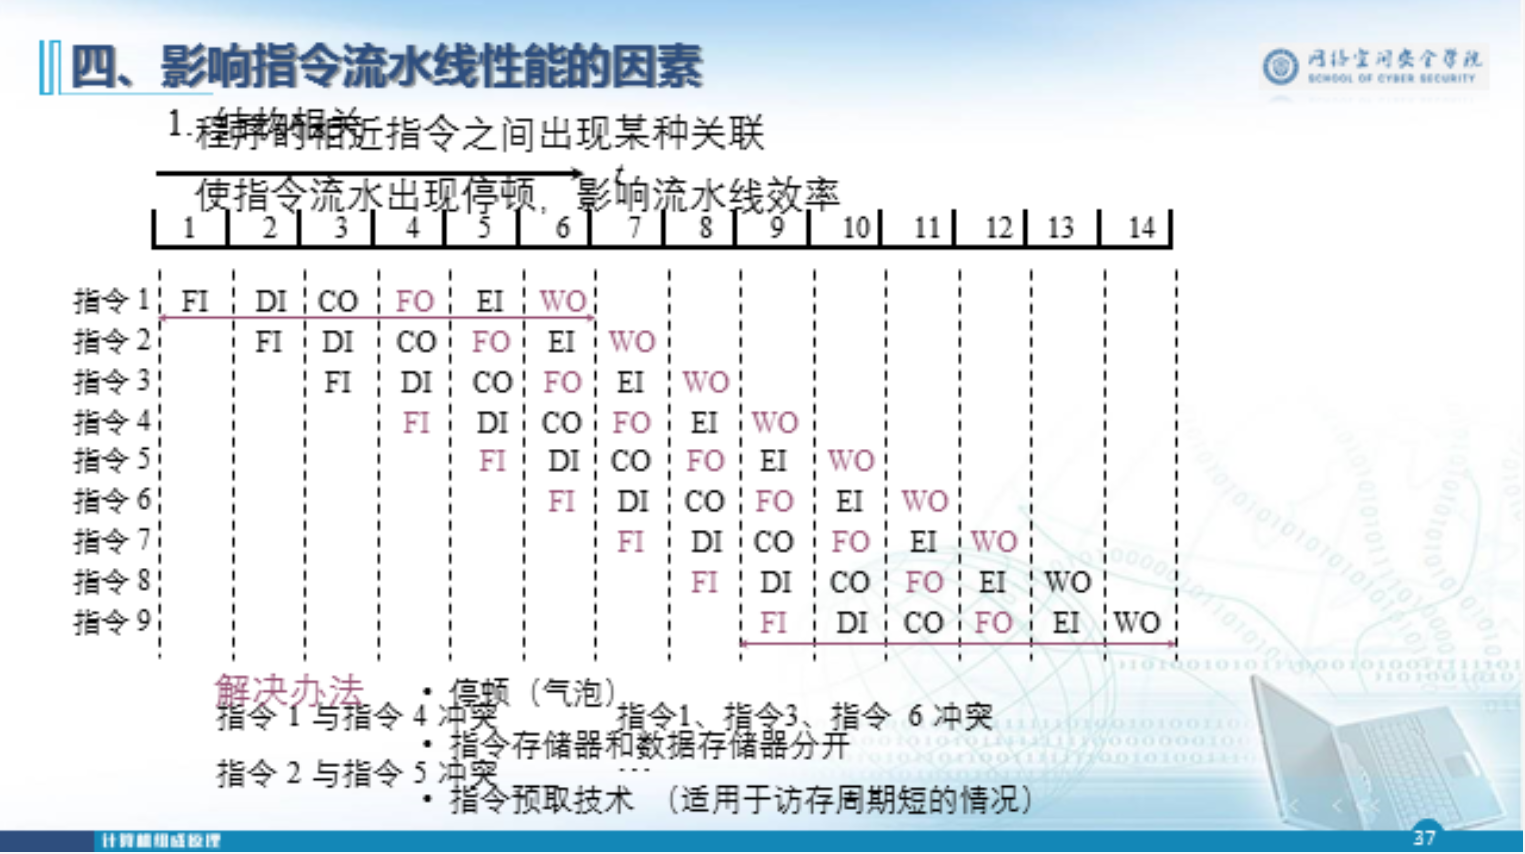 四、影响指令流水线性能的因素
网络空间安全学院
SCHOOL OF CYBER SECURITY
1. 结构相关
程序的相近指令之间出现某种关联
t
使指令流水出现停顿，影响流水线效率
1 2 3 4 5 6 7 8 9 10 11 12 13 14
指令 1 FI DI CO FO EI WO
指令 2 FI DI CO FO EI WO
指令 3 FI DI CO FO EI WO
指令 4 FI DI CO FO EI WO
指令 5 FI DI CO FO EI WO
指令 6 FI DI CO FO EI WO
指令 7 FI DI CO FO EI WO
指令 8 FI DI CO FO EI WO
指令 9 FI DI CO FO EI WO
解决办法 • 停顿（气泡）
指令 1 与指令 4 冲突 指令1、指令3、指令 6 冲突
• 指令存储器和数据存储器分开
指令 2 与指令 5 冲突 …
• 指令预取技术 （适用于访存周期短的情况）
计算机组成原理
37